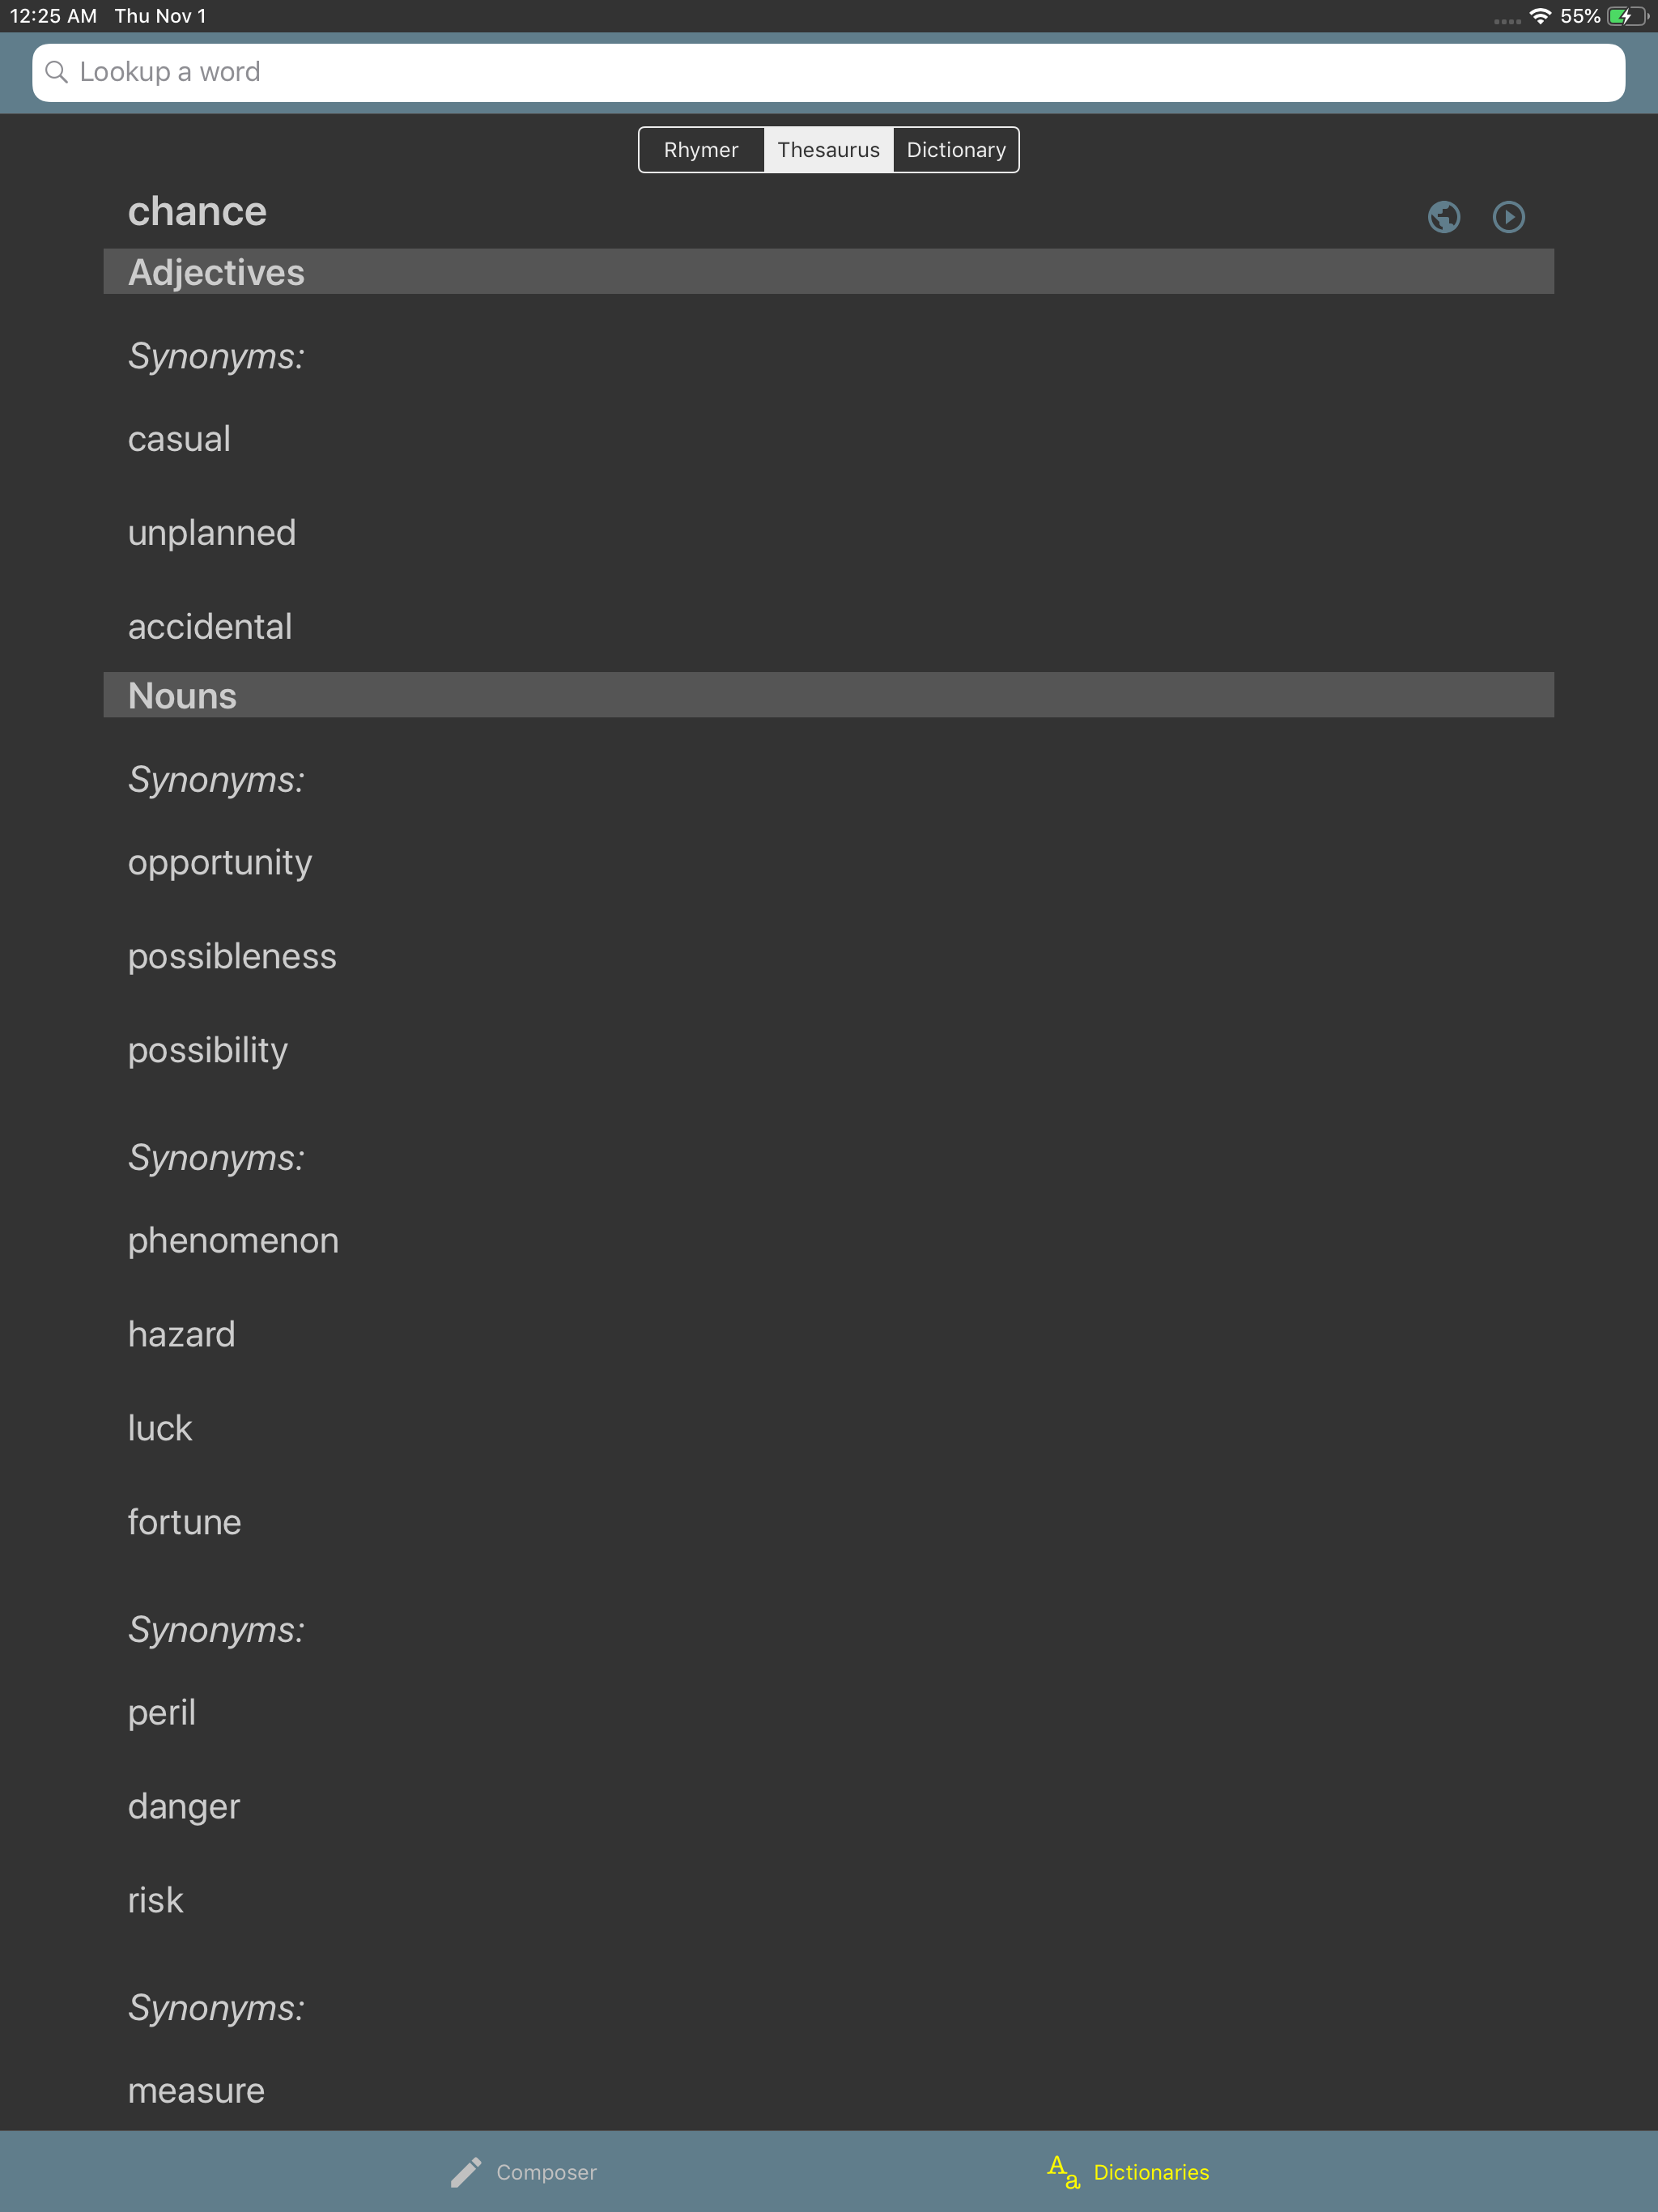 12:25 AM Thu Nov 1 55%
Lookup a word
Rhymer Thesaurus Dictionary
chance
Adjectives
Synonyms:
casual
unplanned
accidental
Nouns
Synonyms:
opportunity
possibleness
possibility
Synonyms:
phenomenon
hazard
luck
fortune
Synonyms:
peril
danger
risk
Synonyms:
measure
Composer Aa Dictionaries